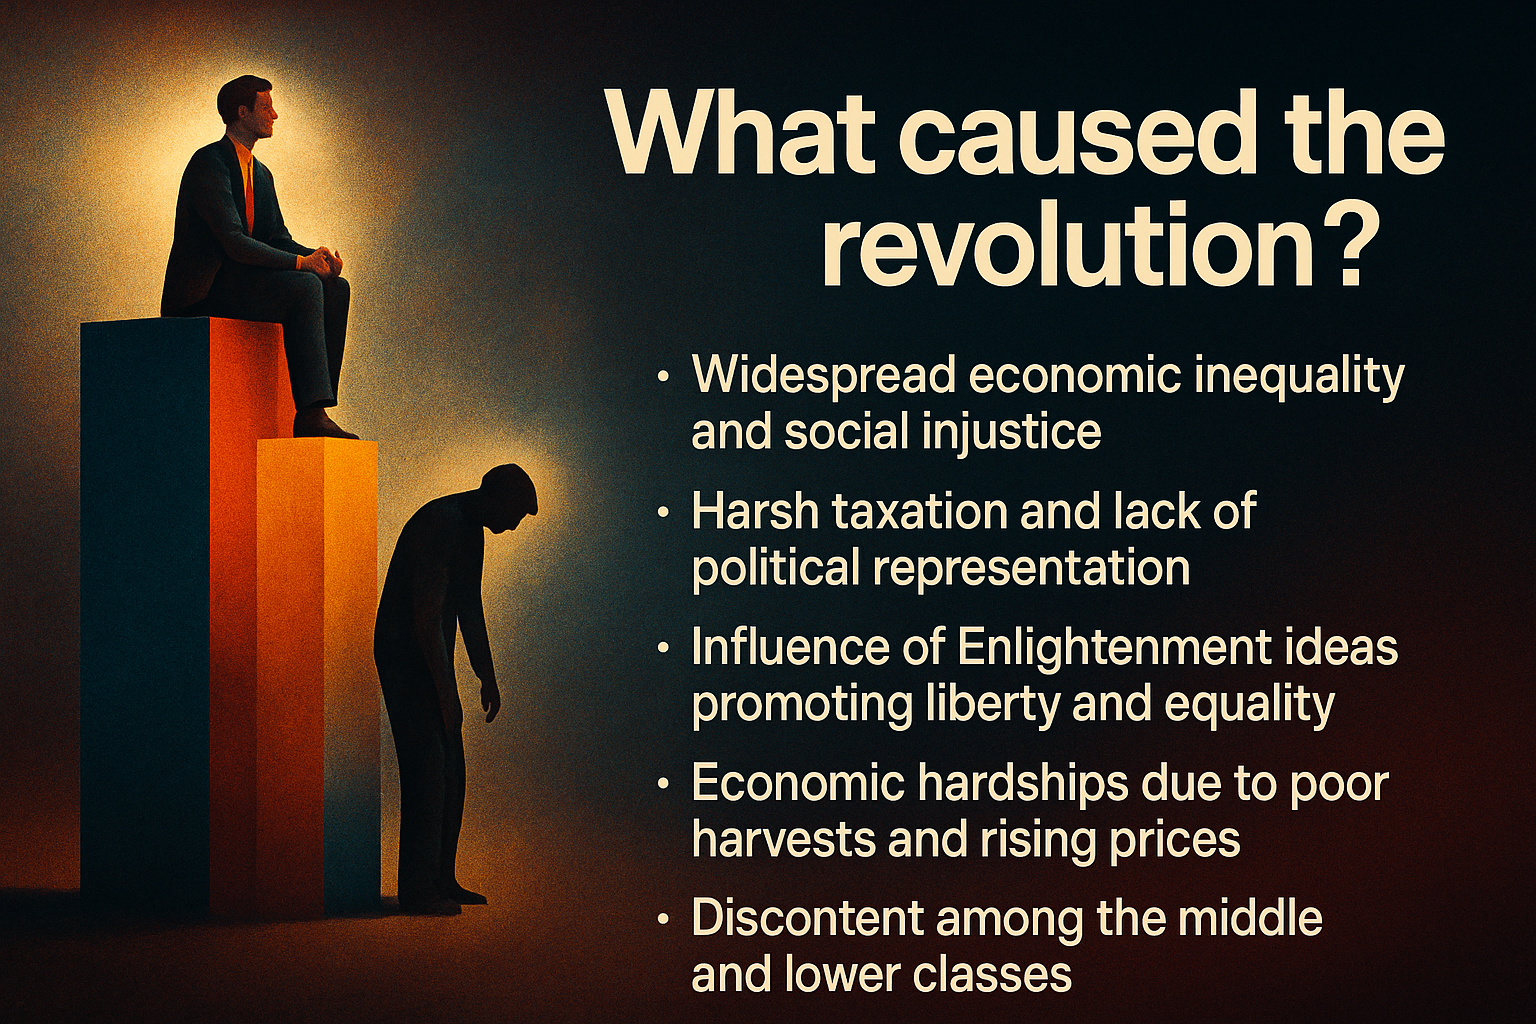 What caused the
revolution?
• Widespread economic inequality
and social injustice
• Harsh taxation and lack of
political representation
• Influence of Enlightenment ideas
promoting liberty and equality
• Economic hardships due to poor
harvests and rising prices
• Discontent among the middle
and lower classes